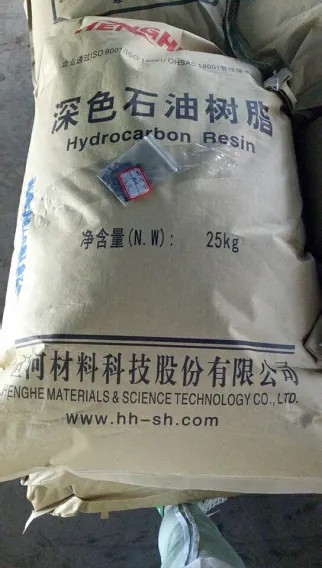 HENGHE
深色石油树脂
Hydrocarbon Resin
净含量(N.W): 25kg
河材料科技股份有限公司
HENGHE MATERIALS & SCIENCE TECHNOLOGY CO., LTD.
www.hh-sh.com